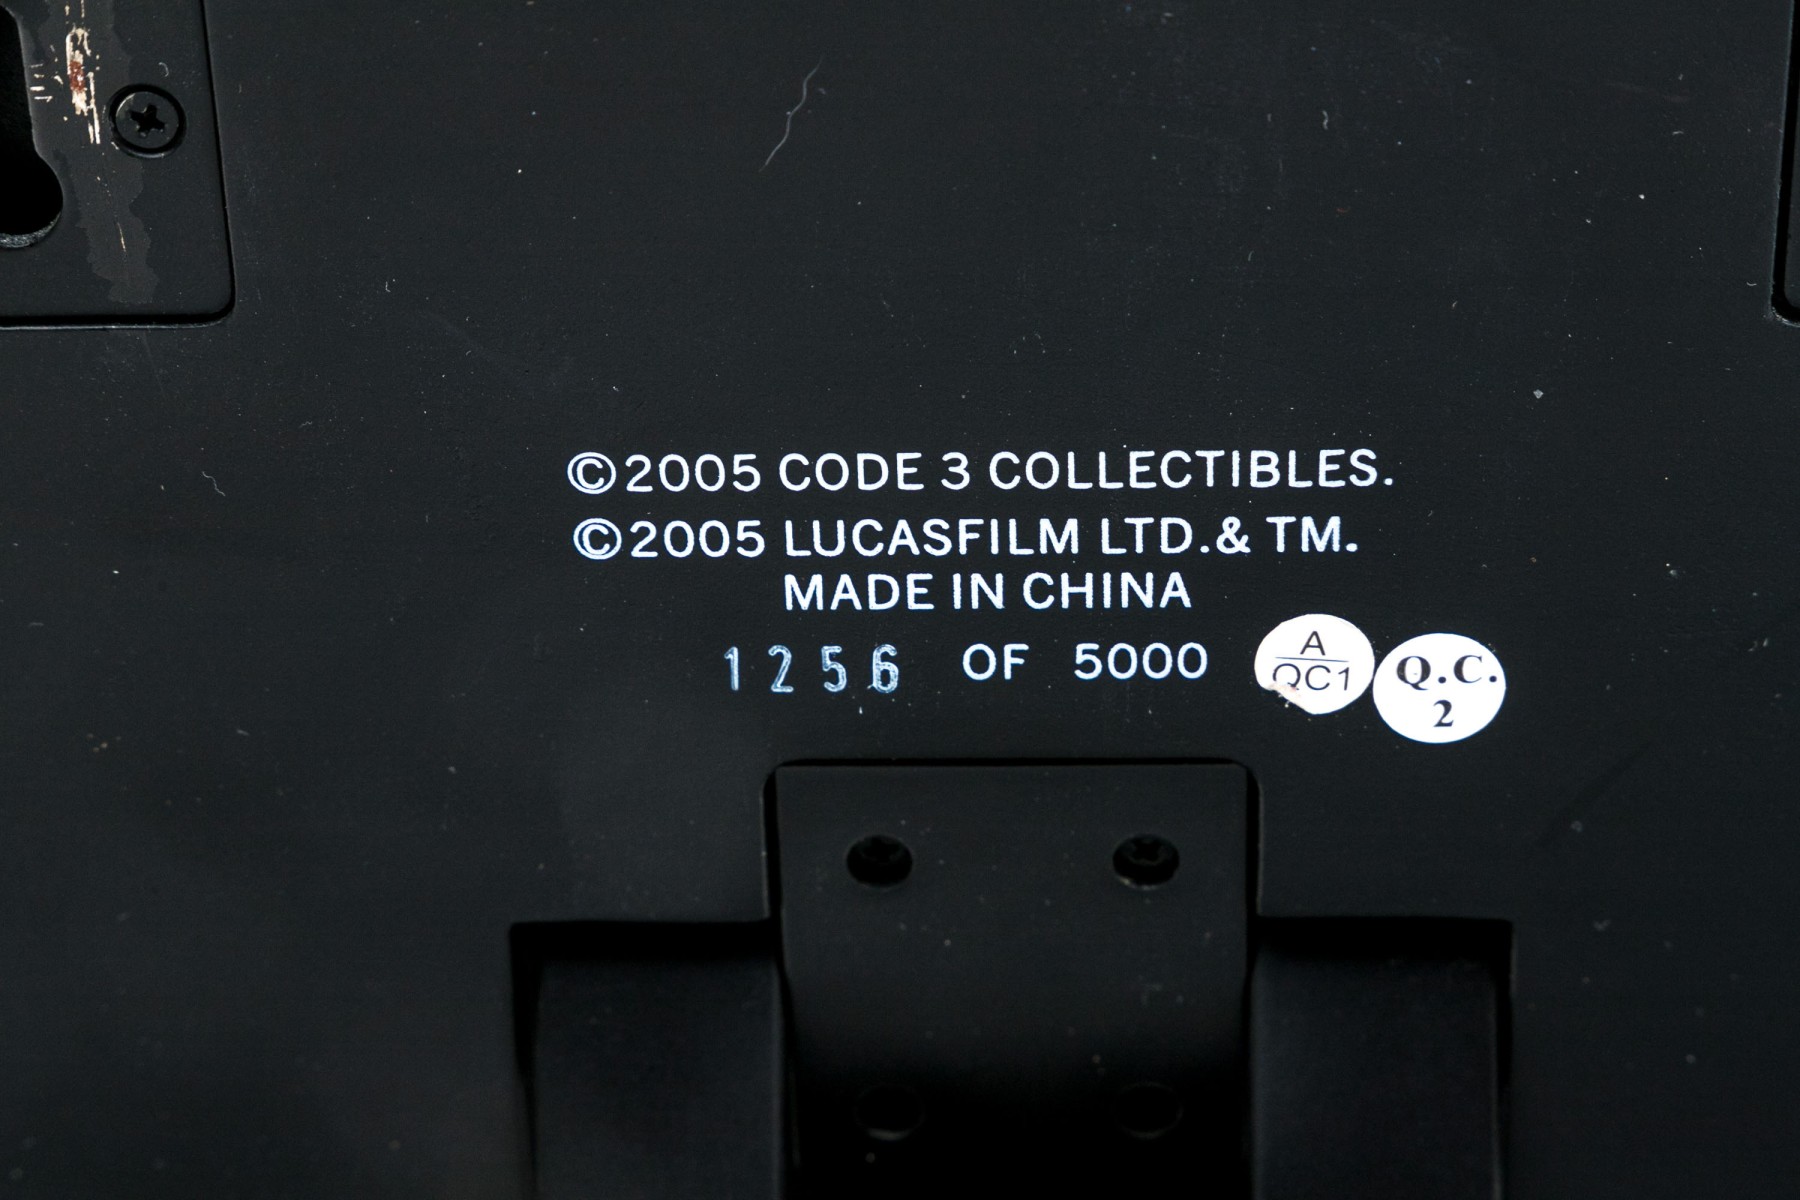 ©2005 CODE 3 COLLECTIBLES.
©2005 LUCASFILM LTD.& TM.
MADE IN CHINA
1256 OF 5000
A
QC1
Q.C.
2